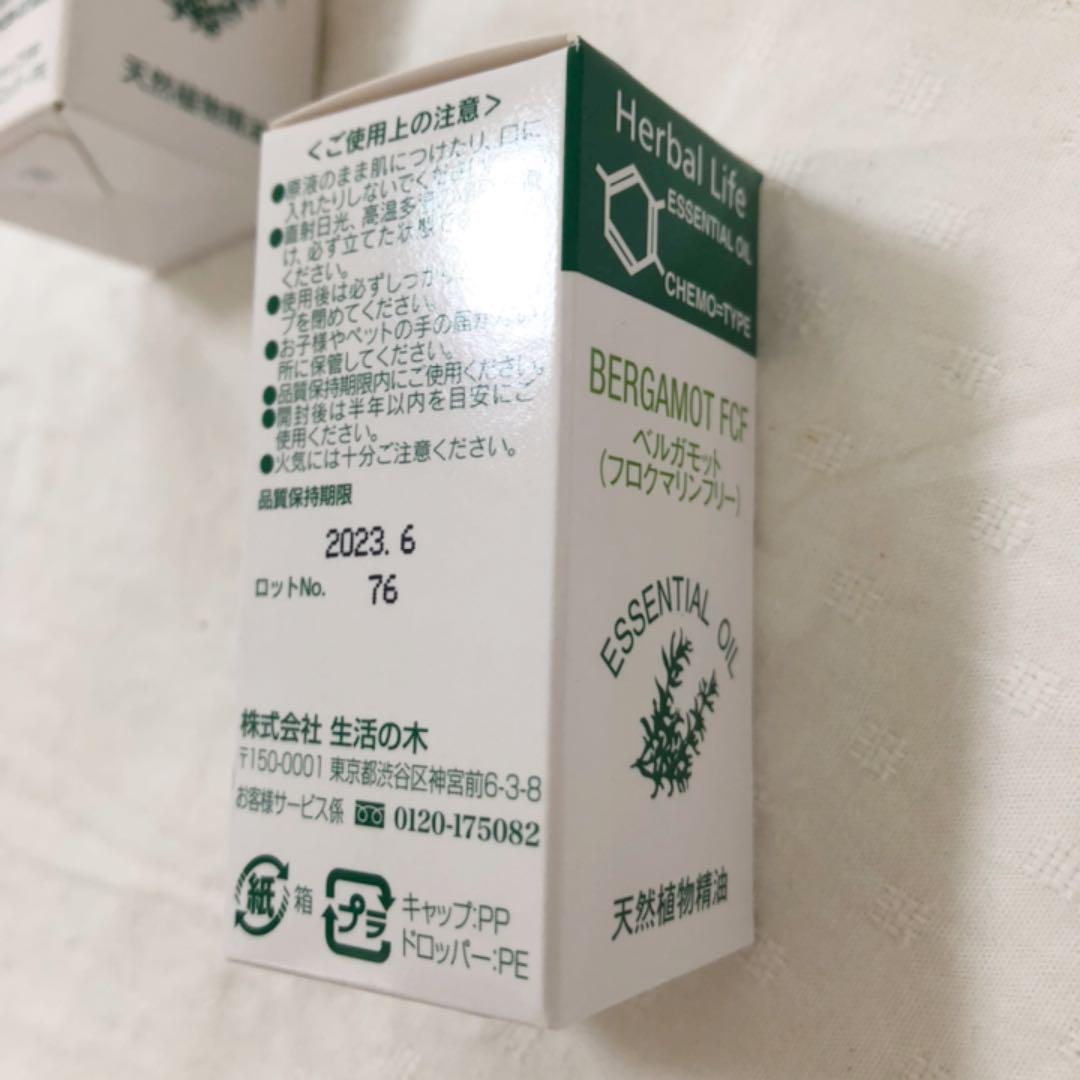 天然植物精油
<ご使用上の注意>
●原液のまま肌につけたり、口に
入れたりしないでくださ
●直射日光、高温多湿
け、必ず立てた状態で
ください。
●使用後は必ずしっか
プを閉めてください。
●お子様やペットの手の届か
所に保管してください。
●品質保持期限内にご使用ください。
●開封後は半年以内を目安にご
使用ください。
●火気には十分ご注意ください。
品質保持期限
2023. 6
ロットNo. 76
株式会社 生活の木
〒150-0001 東京都渋谷区神宮前6-3-8
お客様サービス係 0120-175082
紙 箱
プラ キャップ:PP
ドロッパー:PE
Herbal Life
ESSENTIAL OIL
CHEMO=TYPE
BERGAMOT FCF
ベルガモット
(フロクマリンフリー)
ESSENTIAL OIL
天然植物精油